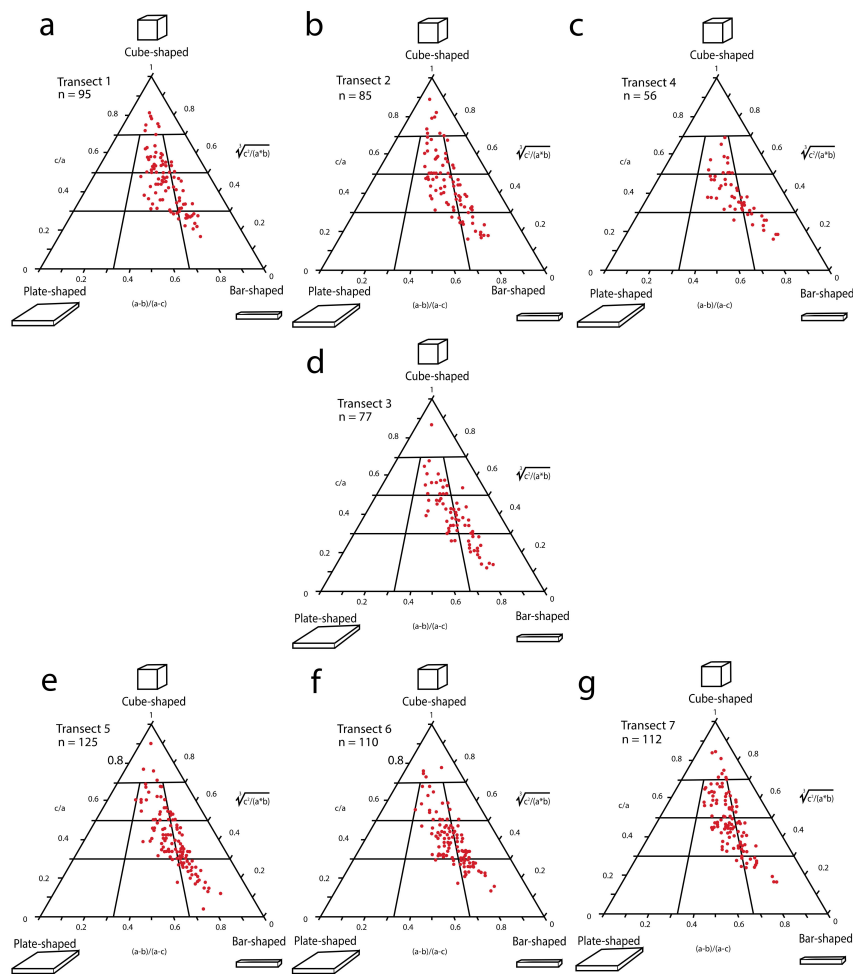 a
Cube-shaped
Transect 1
n = 95
1
0.8
0.8
0.6
0.6
c/a
∛c²/(a*b)
0.4
0.4
0.2
0.2
0
0
0.2
0.4
0.6
0.8
Plate-shaped
(a-b)/(a-c)
Bar-shaped
b
Cube-shaped
Transect 2
n = 85
1
0.8
0.8
0.6
0.6
c/a
∛c²/(a*b)
0.4
0.4
0.2
0.2
0
0
0.2
0.4
0.6
0.8
Plate-shaped
(a-b)/(a-c)
Bar-shaped
c
Cube-shaped
Transect 4
n = 56
1
0.8
0.8
0.6
0.6
c/a
∛c²/(a*b)
0.4
0.4
0.2
0.2
0
0
0.2
0.4
0.6
0.8
Plate-shaped
(a-b)/(a-c)
Bar-shaped
d
Cube-shaped
Transect 3
n = 77
1
0.8
0.8
0.6
0.6
c/a
∛c²/(a*b)
0.4
0.4
0.2
0.2
0
0
0.2
0.4
0.6
0.8
Plate-shaped
(a-b)/(a-c)
Bar-shaped
e
Cube-shaped
Transect 5
n = 125
1
0.8
0.8
0.6
0.6
c/a
∛c²/(a*b)
0.4
0.4
0.2
0.2
0
0
0.2
0.4
0.6
0.8
Plate-shaped
(a-b)/(a-c)
Bar-shaped
f
Cube-shaped
Transect 6
n = 110
1
0.8
0.8
0.6
0.6
c/a
∛c²/(a*b)
0.4
0.4
0.2
0.2
0
0
0.2
0.4
0.6
0.8
Plate-shaped
(a-b)/(a-c)
Bar-shaped
g
Cube-shaped
Transect 7
n = 112
1
0.8
0.8
0.6
0.6
c/a
∛c²/(a*b)
0.4
0.4
0.2
0.2
0
0
0.2
0.4
0.6
0.8
Plate-shaped
(a-b)/(a-c)
Bar-shaped